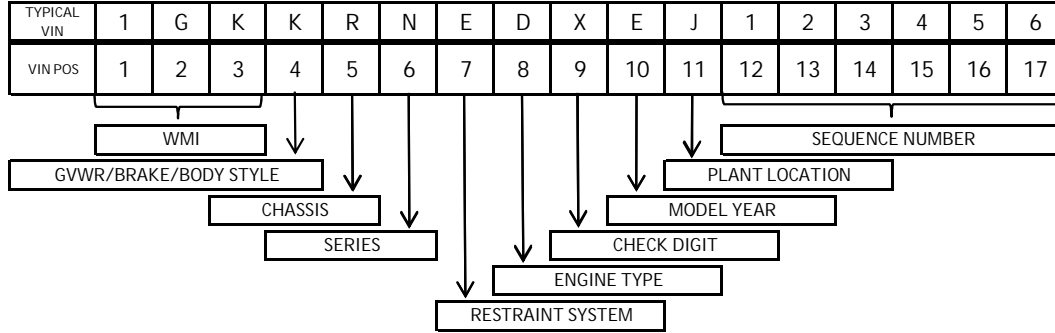 TYPICAL VIN 1 G K K R N E D X E J 1 2 3 4 5 6
VIN POS 1 2 3 4 5 6 7 8 9 10 11 12 13 14 15 16 17
WMI SEQUENCE NUMBER
GVWR/BRAKE/BODY STYLE PLANT LOCATION
CHASSIS MODEL YEAR
SERIES CHECK DIGIT
ENGINE TYPE
RESTRAINT SYSTEM